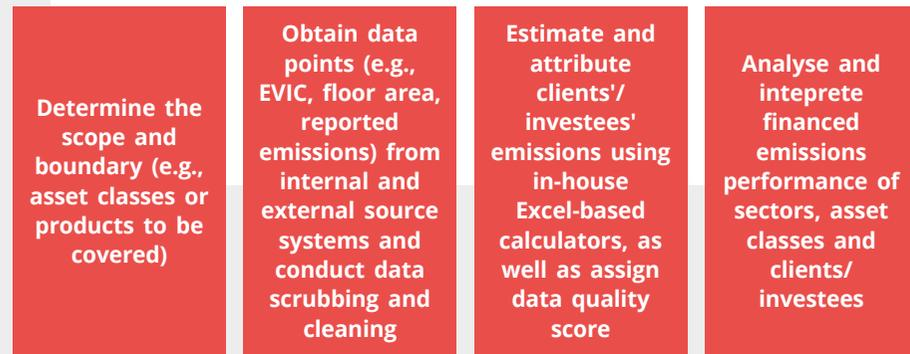 Determine the
scope and
boundary (e.g.,
asset classes or
products to be
covered)
Obtain data
points (e.g.,
EVIC, floor area,
reported
emissions) from
internal and
external source
systems and
conduct data
scrubbing and
cleaning
Estimate and
attribute
clients'/
investees'
emissions using
in-house
Excel-based
calculators, as
well as assign
data quality
score
Analyse and
inteprete
financed
emissions
performance of
sectors, asset
classes and
clients/
investees